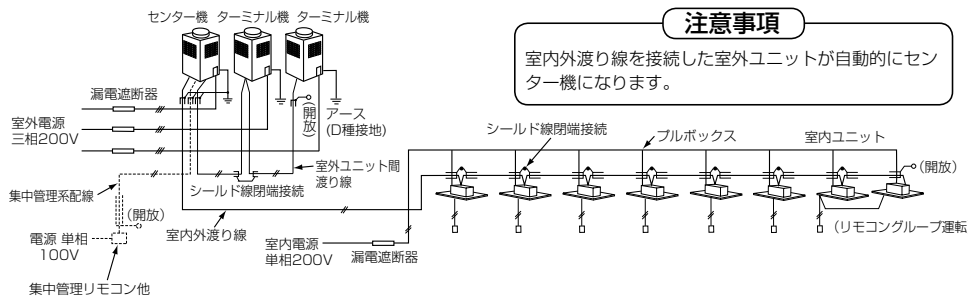 センター機 ターミナル機 ターミナル機
注意事項
室内外渡り線を接続した室外ユニットが自動的にセン
ター機になります。
漏電遮断器
(開放)
アース
(D種接地)
室外電源
三相200V
シールド線閉端接続
プルボックス
室内ユニット
室外ユニット間
渡り線
(開放)
シールド線閉端接続
集中管理系配線
(開放)
室内外渡り線
電源 単相
100V
室内電源
単相200V
漏電遮断器
(リモコングループ運転
集中管理リモコン他